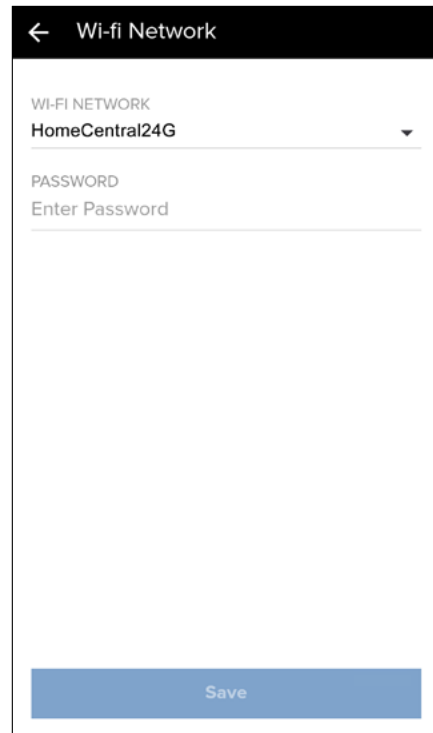 Wi-fi Network
WI-FI NETWORK
HomeCentral24G
PASSWORD
Enter Password
Save